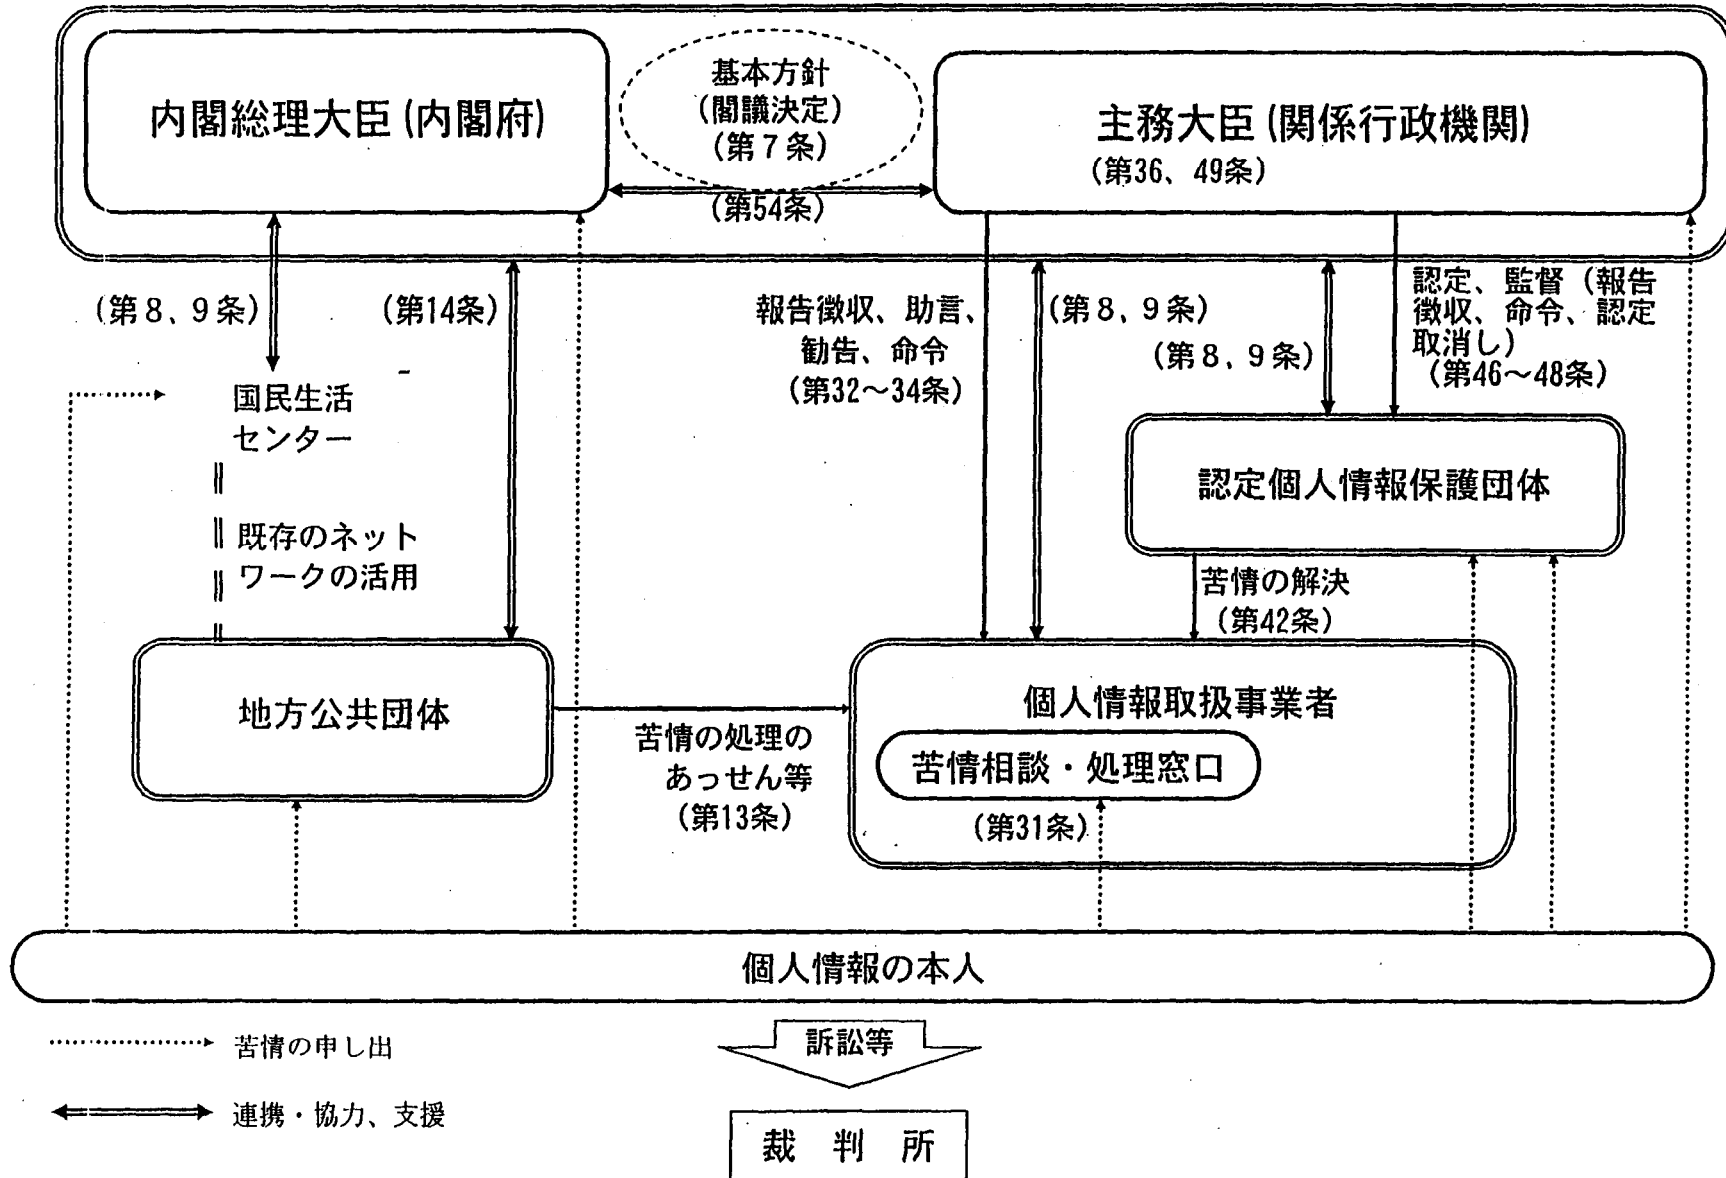 内閣総理大臣(内閣府)
基本方針
(閣議決定)
(第7条)
(第54条)
主務大臣(関係行政機関)
(第36、49条)
(第8、9条)
(第14条)
報告徴収、助言、
勧告、命令
(第32～34条)
(第8、9条)
(第8、9条)
認定、監督(報告
徴収、命令、認定
取消し)
(第46～48条)
国民生活
センター
既存のネット
ワークの活用
認定個人情報保護団体
苦情の解決
(第42条)
地方公共団体
苦情の処理の
あっせん等
(第13条)
個人情報取扱事業者
苦情相談・処理窓口
(第31条)
個人情報の本人
苦情の申し出
連携・協力、支援
訴訟等
裁判所